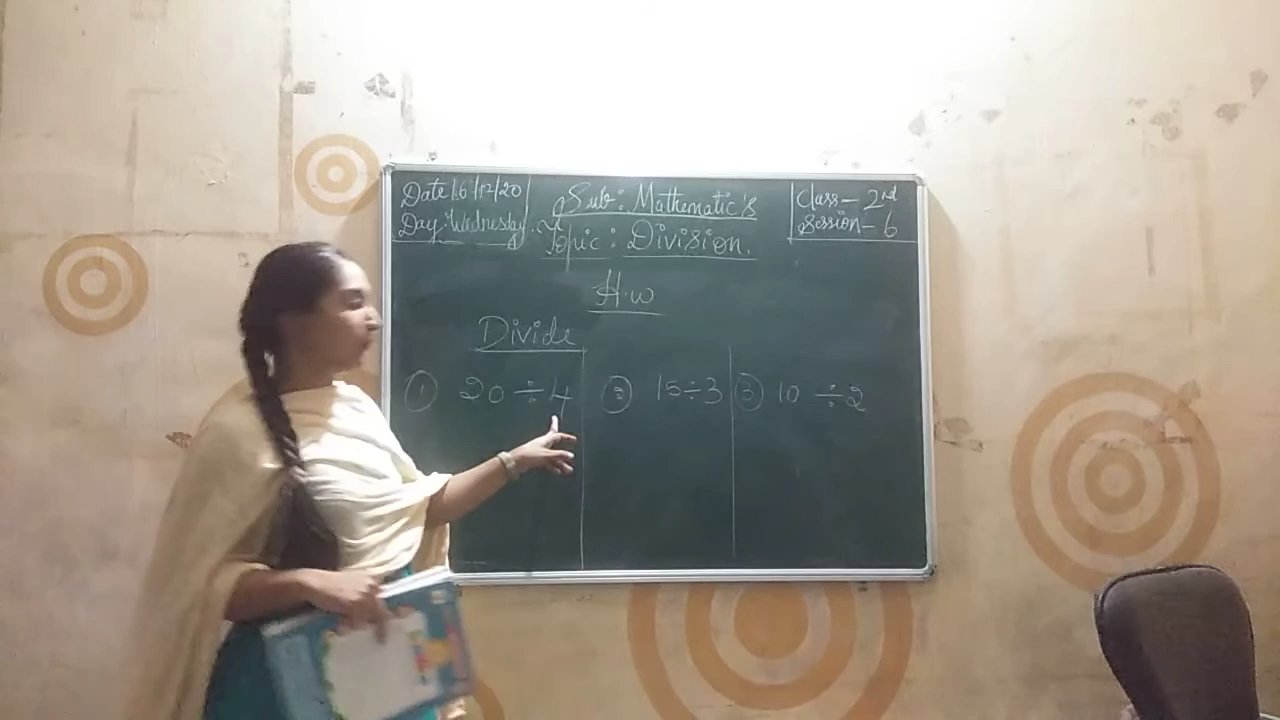 Date 16/12/20
Day: Wednesday
Sub: Mathematic's
Topic: Division.
Class - 2nd
Session - 6
H.w
Divide
① 20 ÷ 4
② 15 ÷ 3
③ 10 ÷ 2